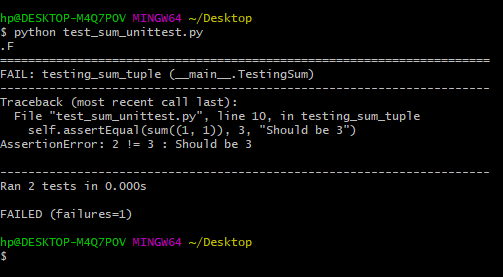 hp@DESKTOP-M4Q7POV MINGW64 ~/Desktop
$ python test_sum_unittest.py
.F
======================================================================
FAIL: testing_sum_tuple (__main__.TestingSum)
----------------------------------------------------------------------
Traceback (most recent call last):
  File "test_sum_unittest.py", line 10, in testing_sum_tuple
    self.assertEqual(sum((1, 1)), 3, "Should be 3")
AssertionError: 2 != 3 : Should be 3

----------------------------------------------------------------------
Ran 2 tests in 0.000s

FAILED (failures=1)

hp@DESKTOP-M4Q7POV MINGW64 ~/Desktop
$